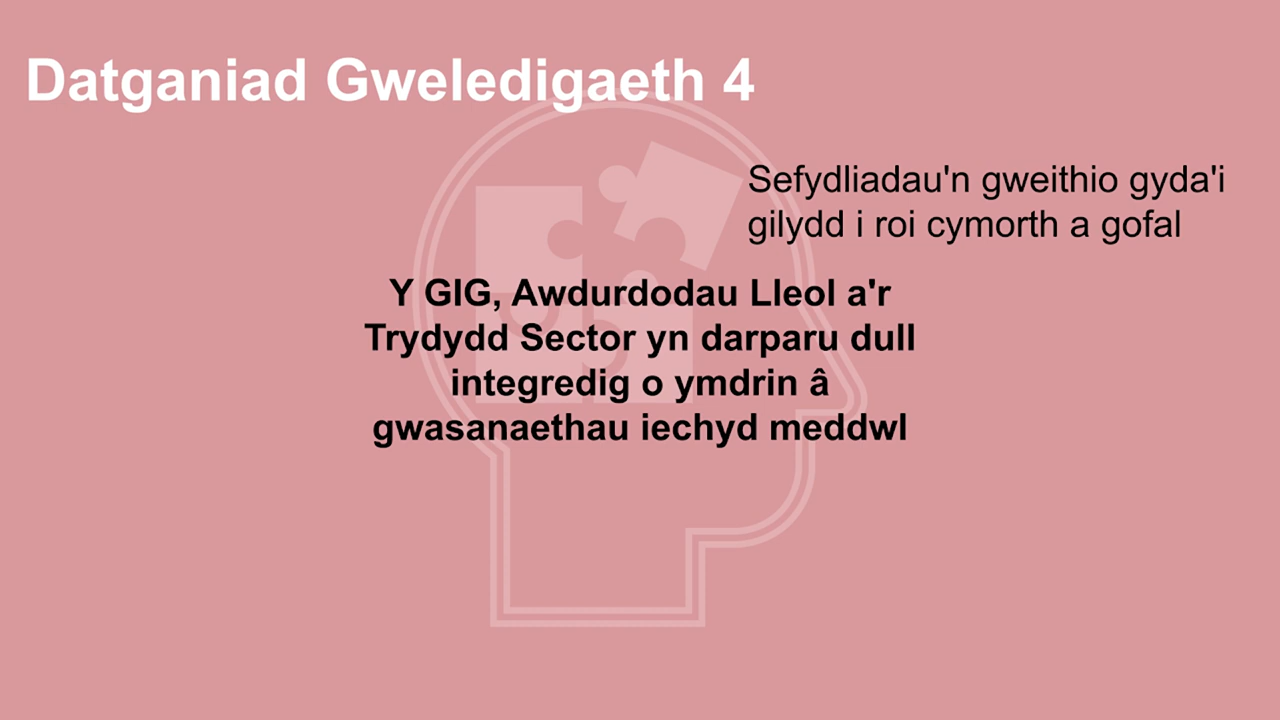 Datganiad Gweledigaeth 4
Sefydliadau'n gweithio gyda'i
gilydd i roi cymorth a gofal
Y GIG, Awdurdodau Lleol a'r
Trydydd Sector yn darparu dull
integredig o ymdrin â
gwasanaethau iechyd meddwl